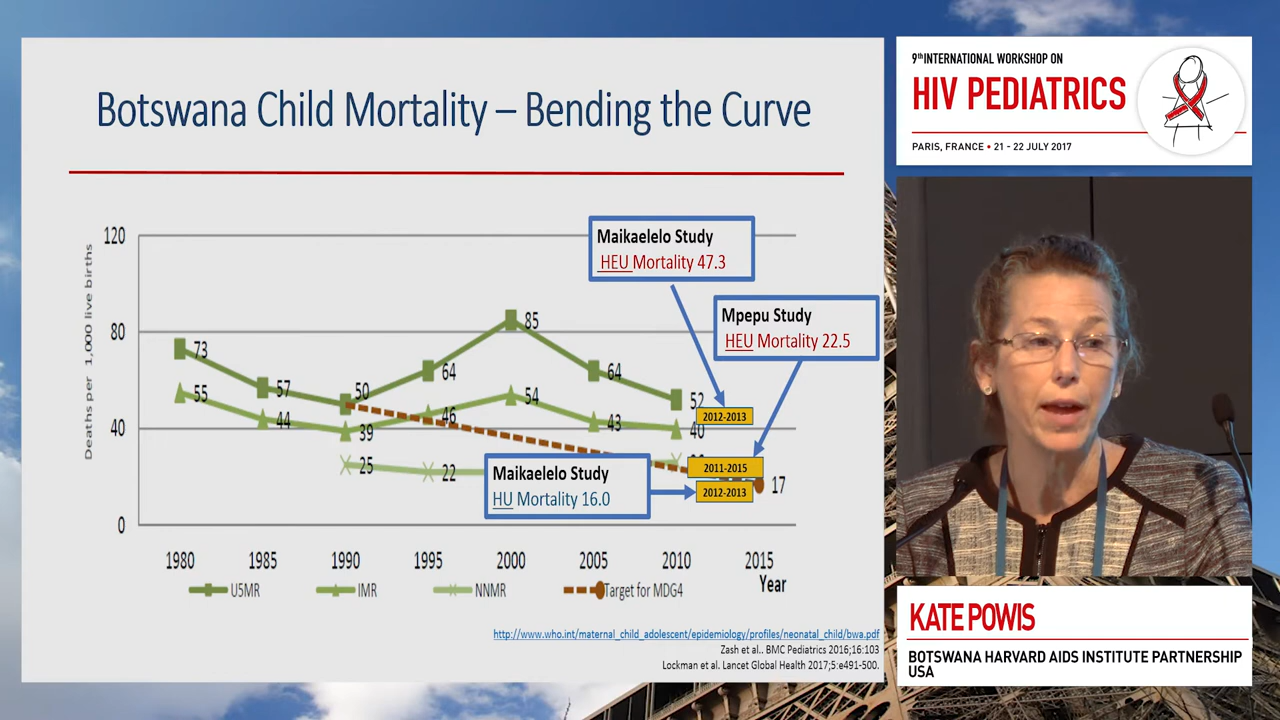 Botswana Child Mortality – Bending the Curve
Deaths per 1,000 live births
120
80
40
0
73
57
50
64
85
64
52
55
44
39
46
54
43
40
25
22
17
Maikaelelo Study
HEU Mortality 47.3
Mpepu Study
HEU Mortality 22.5
2012-2013
2011-2015
Maikaelelo Study
HU Mortality 16.0
2012-2013
1980 1985 1990 1995 2000 2005 2010 2015
Year
U5MR IMR NNMR Target for MDG4
http://www.who.int/maternal_child_adolescent/epidemiology/profiles/neonatal_child/bwa.pdf
Zash et al.. BMC Pediatrics 2016;16:103
Lockman et al. Lancet Global Health 2017;5:e491-500.
9th INTERNATIONAL WORKSHOP ON
HIV PEDIATRICS
PARIS, FRANCE • 21 - 22 JULY 2017
KATE POWIS
BOTSWANA HARVARD AIDS INSTITUTE PARTNERSHIP
USA